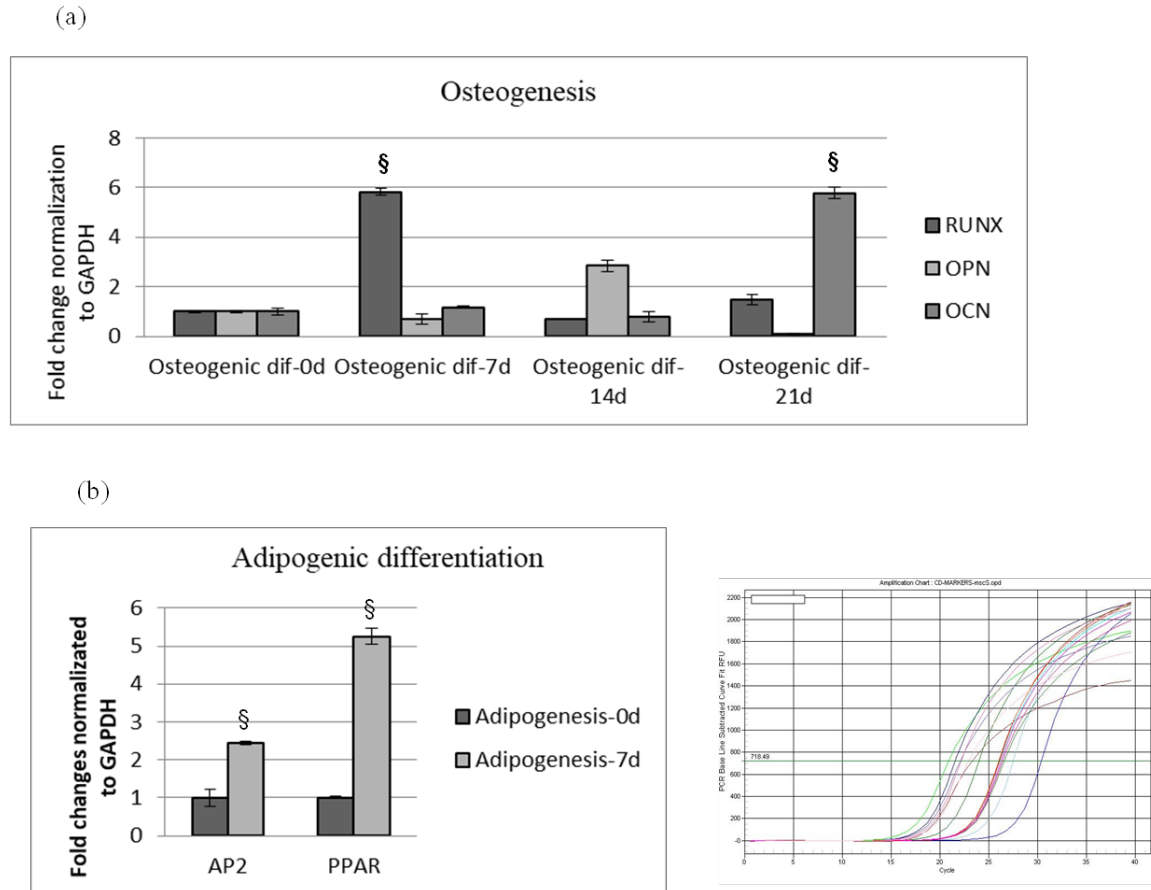 (a)
Osteogenesis
Fold change normalization
to GAPDH
8
6
4
2
0
§
§
Osteogenic dif-0d
Osteogenic dif-7d
Osteogenic dif-
14d
Osteogenic dif-
21d
RUNX
OPN
OCN
(b)
Adipogenic differentiation
Fold changes normalizated
to GAPDH
6
5
4
3
2
1
0
§
§
AP2
PPAR
Adipogenesis-0d
Adipogenesis-7d
Amplification Chart : CD-MARKERS-mscS.opd
PCR Base Line Subtracted Curve Fit RFU
2200
2000
1800
1600
1400
1200
1000
800
600
400
200
-0
718.49
0
5
10
15
20
25
30
35
40
Cycle